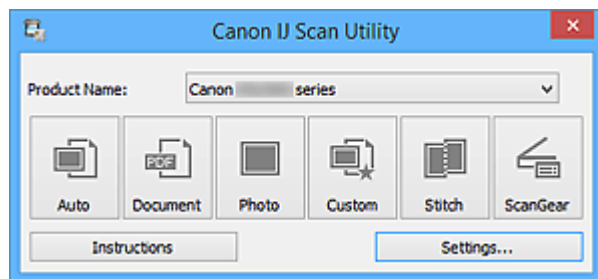 Canon IJ Scan Utility
Product Name: Canon series
PDF
Auto Document Photo Custom Stitch ScanGear
Instructions Settings...